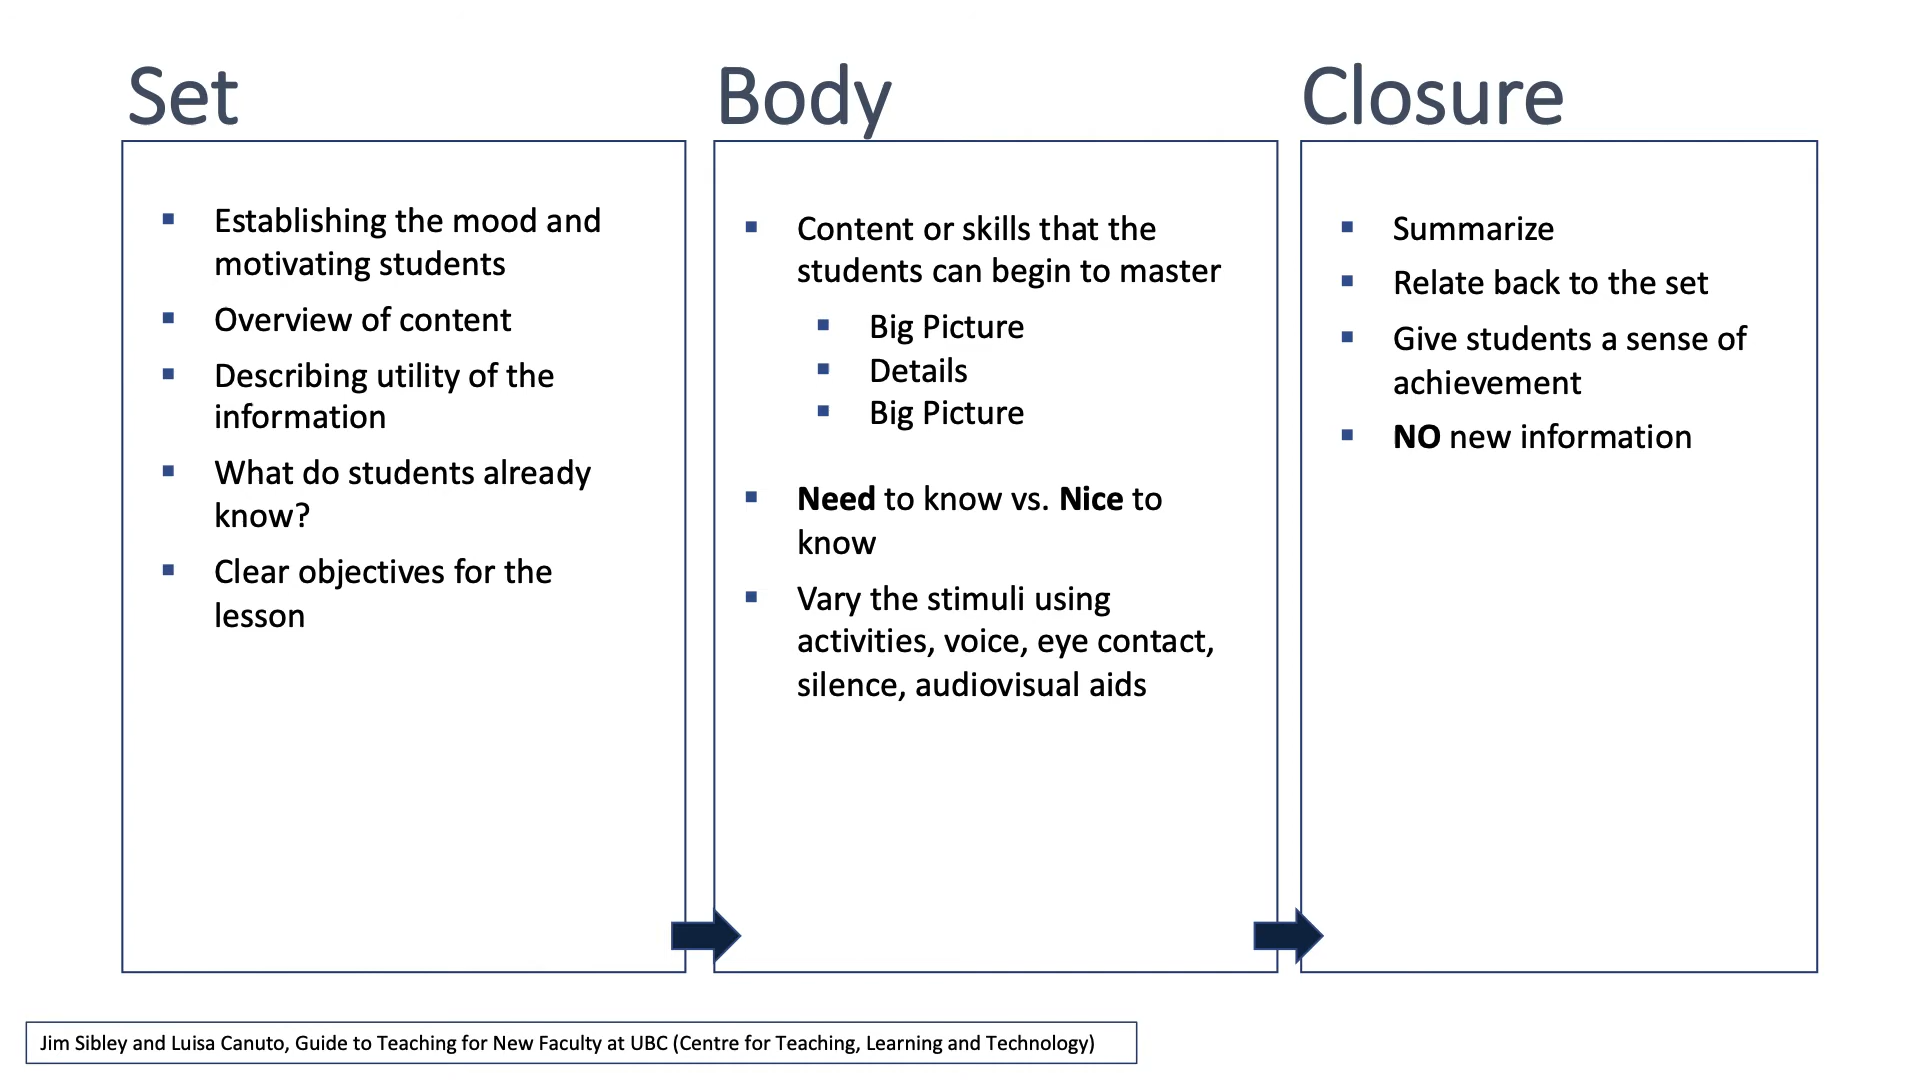 Set
Establishing the mood and
motivating students
Overview of content
Describing utility of the
information
What do students already
know?
Clear objectives for the
lesson
Body
Content or skills that the
students can begin to master
Big Picture
Details
Big Picture
Need to know vs. Nice to
know
Vary the stimuli using
activities, voice, eye contact,
silence, audiovisual aids
Closure
Summarize
Relate back to the set
Give students a sense of
achievement
NO new information
Jim Sibley and Luisa Canuto, Guide to Teaching for New Faculty at UBC (Centre for Teaching, Learning and Technology)